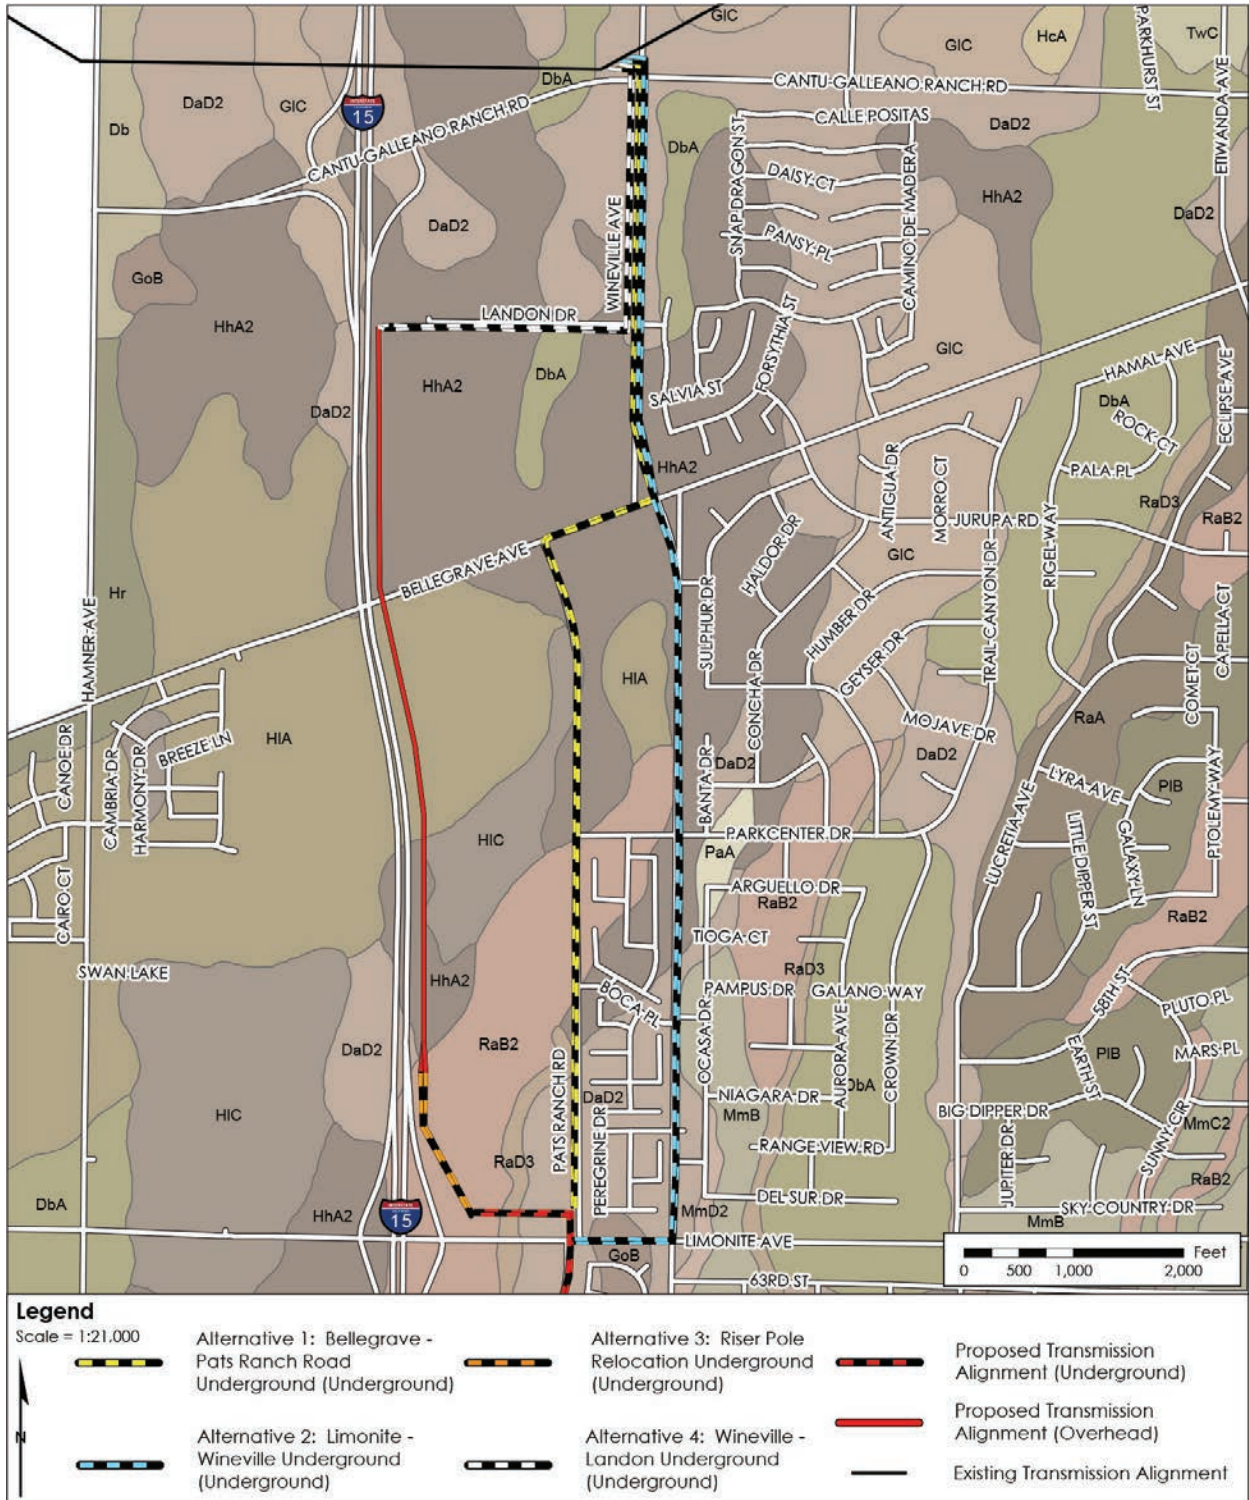 GIC
HcA
TwC
PARKHURST ST
GIC
DbA
CANTU-GALLEANO RANCH RD
DaD2
GIC
INTERSTATE
15
CALLE POSITAS
ETIWANDA AVE
Db
CANTU-GALLEANO RANCH RD
DaD2
DbA
SNAP DRAGON ST
DAISY CT
CAMINO DE MADERA
HhA2
WINEVILLE AVE
DaD2
DaD2
PANSY PL
GoB
LANDON DR
HhA2
FORSYTHIA ST
GIC
HhA2
DbA
HAMAL AVE
SALVIA ST
DbA
ECLIPSE AVE
DaD2
ROCK CT
HhA2
ANTIGUA DR
MORRO CT
PALA PL
RaD3
RaB2
JURUPA RD
BELLEGRAVE AVE
HALDOR DR
GIC
RIGEL WAY
Hr
HAMNER AVE
SULPHUR DR
HUMBER DR
TRAIL CANYON DR
CAPELLA CT
GEYSER DR
HIA
CONCHA DR
COMET CT
RaA
MOJAVE DR
CANOE DR
CAMBRIA DR
HARMONY DR
BREEZE LN
HIA
BANTA DR
DaD2
DaD2
LYRA AVE
PIB
PTOLEMY WAY
HIC
PARKCENTER DR
PaA
LUCRETIA AVE
LITTLE DIPPER ST
GALAXY LN
CAIRO CT
ARGUELLO DR
RaB2
RaB2
TIOGA CT
SWAN LAKE
HhA2
RaD3
BOCA PL
PAMPUS DR
GALANO WAY
58TH ST
PLUTO PL
DaD2
RaB2
PATS RANCH RD
OCASA DR
AURORA AVE
CROWN DR
EARTH ST
PIB
MARS PL
HIC
DaD2
PEREGRINE DR
NIAGARA DR
DbA
MmB
BIG DIPPER DR
SUNNY CIR
MmC2
RANGE VIEW RD
RaD3
JUPITER DR
RaB2
DbA
HhA2
DEL SUR DR
MmD2
SKY COUNTRY DR
MmB
INTERSTATE
15
LIMONITE AVE
GoB
63RD ST
Feet
0 500 1,000 2,000
Legend
Scale = 1:21,000
N
Alternative 1: Bellegrave -
Pats Ranch Road
Underground (Underground)
Alternative 2: Limonite -
Wineville Underground
(Underground)
Alternative 3: Riser Pole
Relocation Underground
(Underground)
Alternative 4: Wineville -
Landon Underground
(Underground)
Proposed Transmission
Alignment (Underground)
Proposed Transmission
Alignment (Overhead)
Existing Transmission Alignment